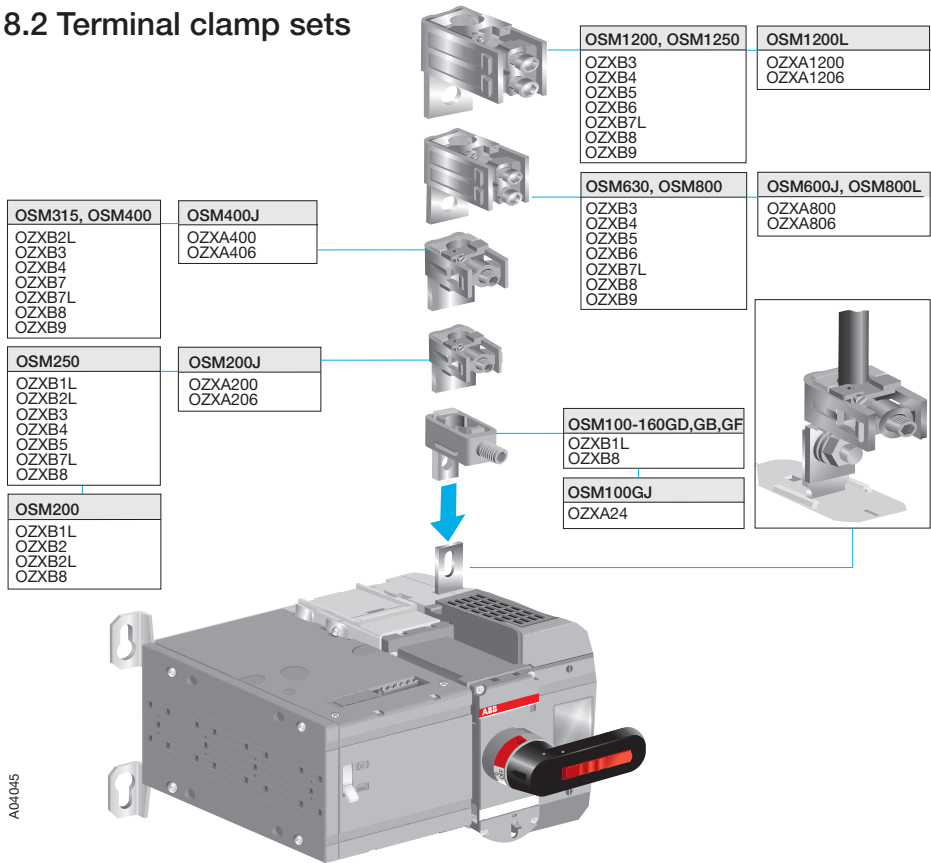 8.2 Terminal clamp sets
OSM1200, OSM1250
OZXB3
OZXB4
OZXB5
OZXB6
OZXB7L
OZXB8
OZXB9
OSM1200L
OZXA1200
OZXA1206
OSM630, OSM800
OZXB3
OZXB4
OZXB5
OZXB6
OZXB7L
OZXB8
OZXB9
OSM600J, OSM800L
OZXA800
OZXA806
OSM315, OSM400
OZXB2L
OZXB3
OZXB4
OZXB7
OZXB7L
OZXB8
OZXB9
OSM400J
OZXA400
OZXA406
OSM250
OZXB1L
OZXB2L
OZXB3
OZXB4
OZXB5
OZXB7L
OZXB8
OSM200J
OZXA200
OZXA206
OSM200
OZXB1L
OZXB2
OZXB2L
OZXB8
OSM100-160GD,GB,GF
OZXB1L
OZXB8
OSM100GJ
OZXA24
ABB
OFF
A04045